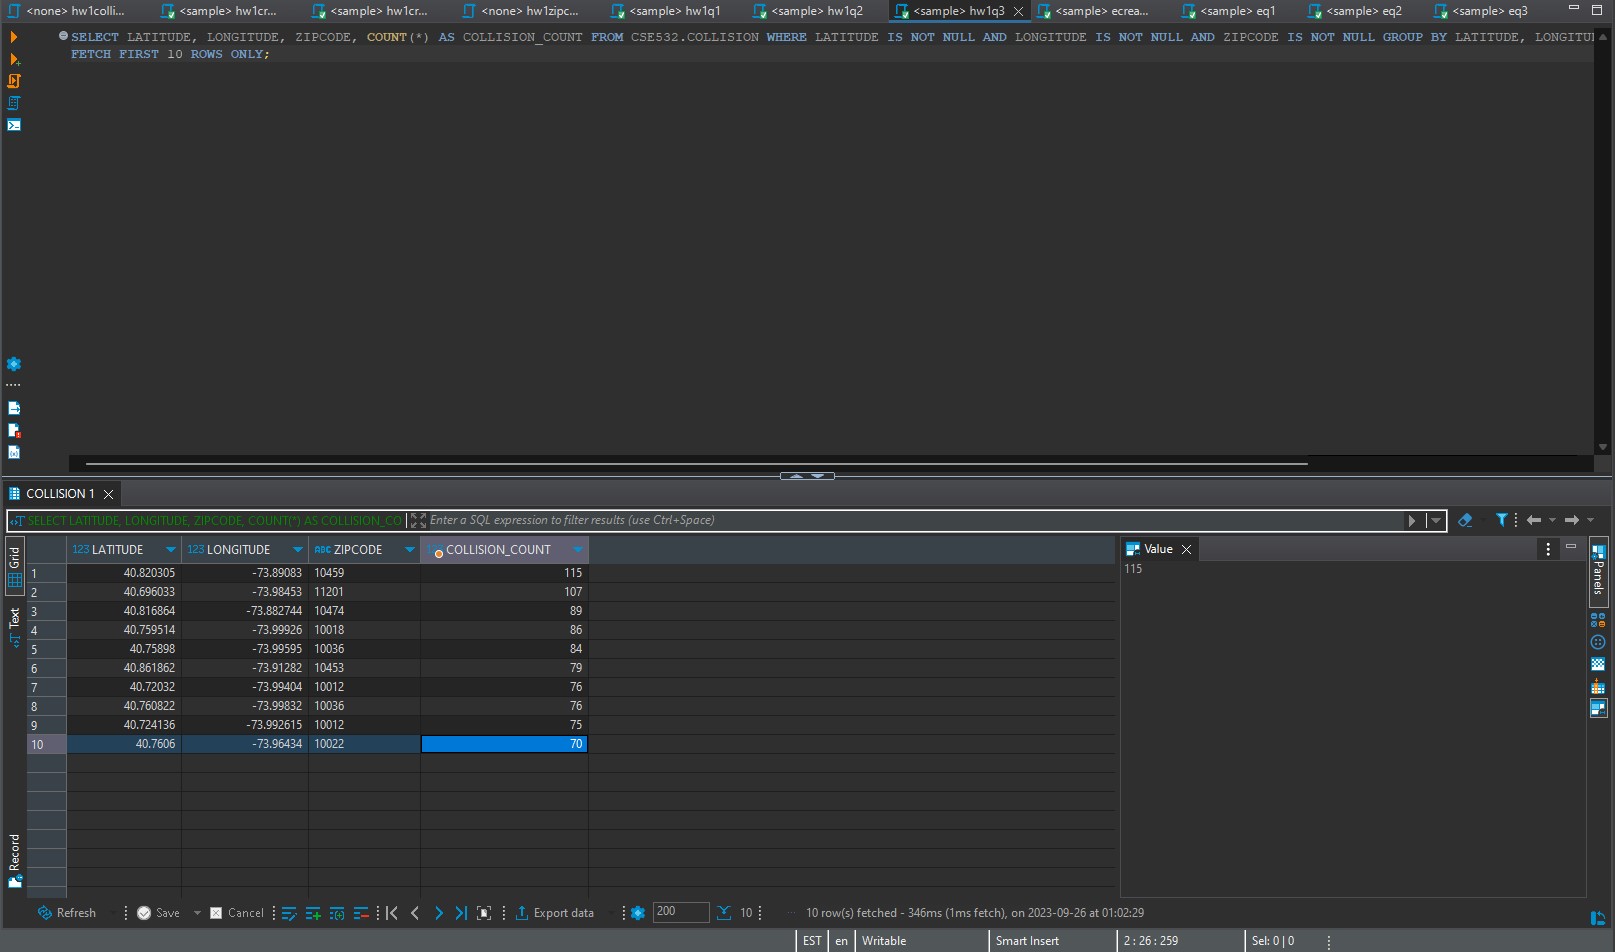 <none> hw1colli... <sample> hw1cr... <sample> hw1cr... <none> hw1zipc... <sample> hw1q1 <sample> hw1q2 <sample> hw1q3 <sample> ecrea... <sample> eq1 <sample> eq2 <sample> eq3
SELECT LATITUDE, LONGITUDE, ZIPCODE, COUNT(*) AS COLLISION_COUNT FROM CSE532.COLLISION WHERE LATITUDE IS NOT NULL AND LONGITUDE IS NOT NULL AND ZIPCODE IS NOT NULL GROUP BY LATITUDE, LONGITU
FETCH FIRST 10 ROWS ONLY;
COLLISION 1
SELECT LATITUDE, LONGITUDE, ZIPCODE, COUNT(*) AS COLLISION_CO Enter a SQL expression to filter results (use Ctrl+Space)
Grid
Text
Record
123 LATITUDE 123 LONGITUDE ABC ZIPCODE COLLISION_COUNT
1 40.820305 -73.89083 10459 115
2 40.696033 -73.98453 11201 107
3 40.816864 -73.882744 10474 89
4 40.759514 -73.99926 10018 86
5 40.75898 -73.99595 10036 84
6 40.861862 -73.91282 10453 79
7 40.72032 -73.99404 10012 76
8 40.760822 -73.99832 10036 76
9 40.724136 -73.992615 10012 75
10 40.7606 -73.96434 10022 70
Value
115
Panels
Refresh Save Cancel Export data 200 10 10 row(s) fetched - 346ms (1ms fetch), on 2023-09-26 at 01:02:29
EST en Writable Smart Insert 2 : 26 : 259 Sel: 0 | 0